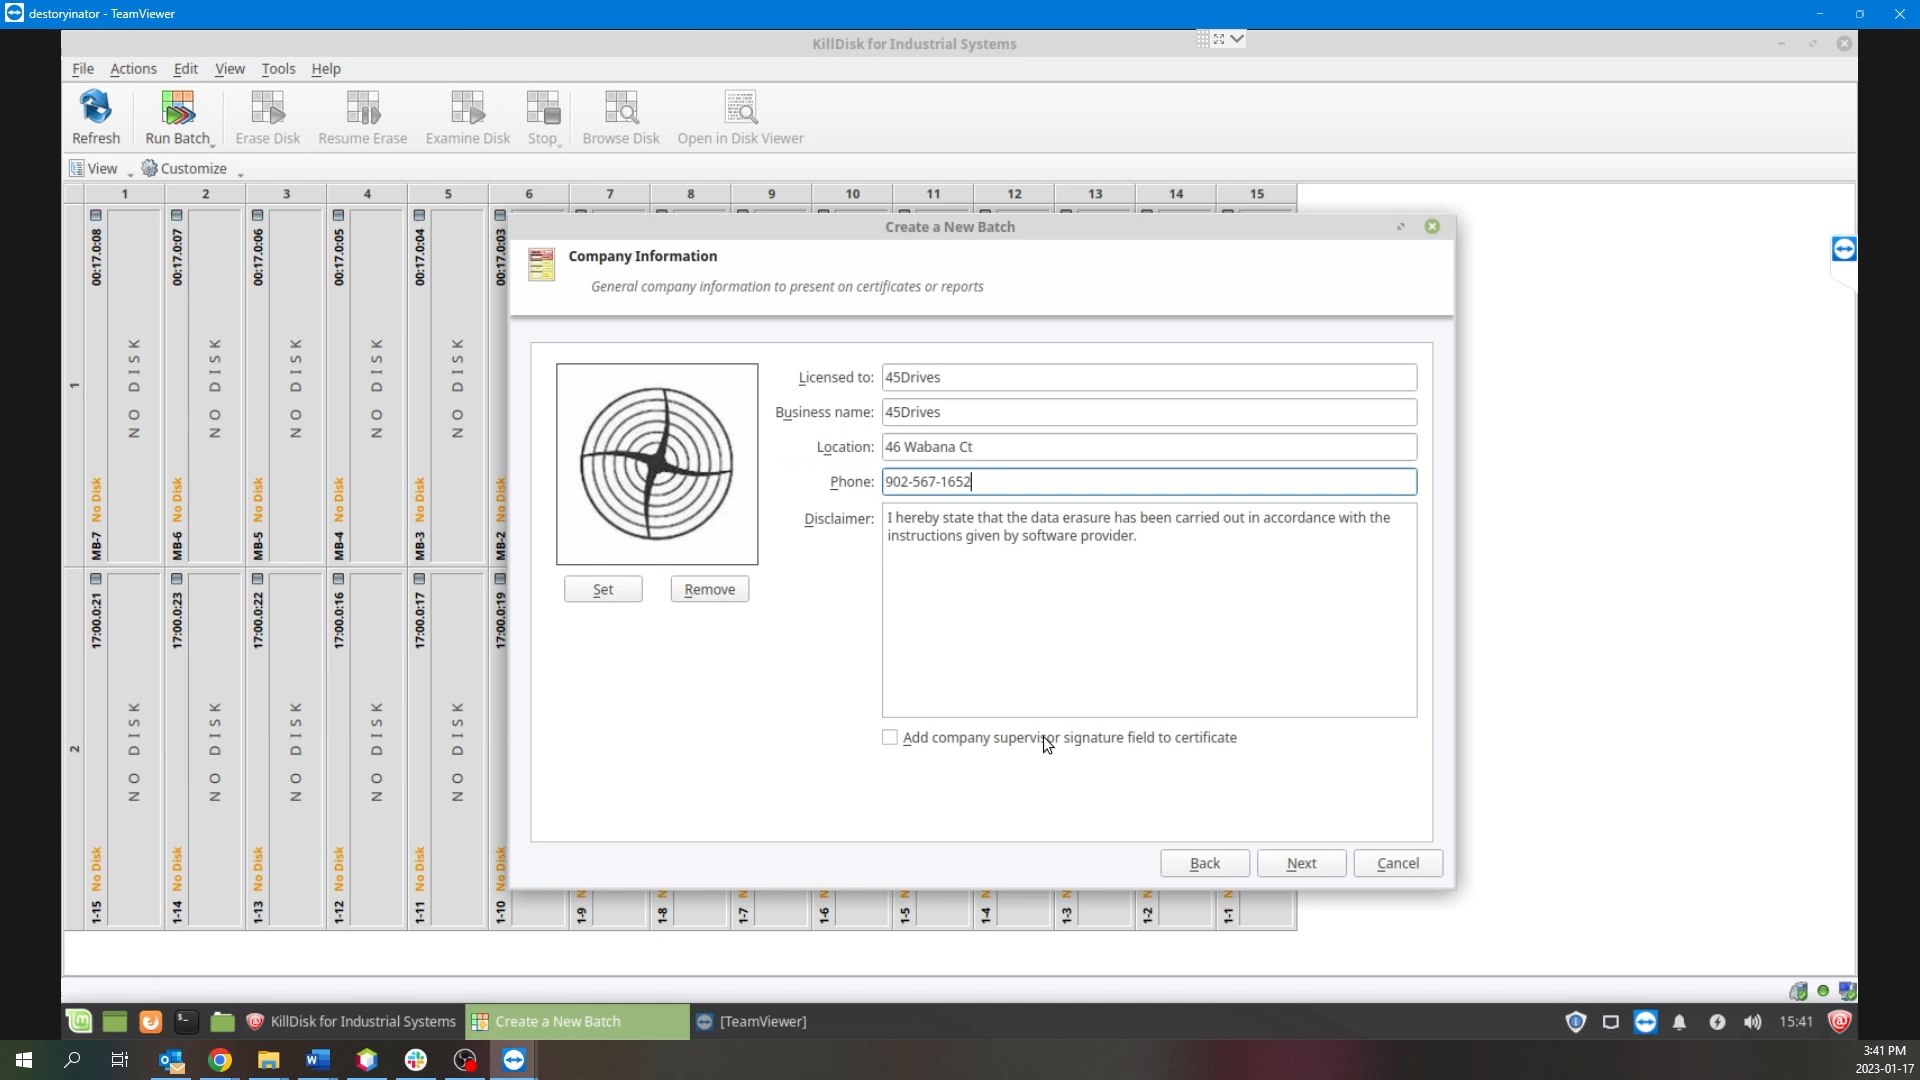 destoryinator - TeamViewer
KillDisk for Industrial Systems
File Actions Edit View Tools Help
Refresh Run Batch Erase Disk Resume Erase Examine Disk Stop Browse Disk Open in Disk Viewer
View Customize
1 2 3 4 5 6 7 8 9 10 11 12 13 14 15
1
00:17.0:08
NO DISK
MB-7 No Disk
00:17.0:07
NO DISK
MB-6 No Disk
00:17.0:06
NO DISK
MB-5 No Disk
00:17.0:05
NO DISK
MB-4 No Disk
00:17.0:04
NO DISK
MB-3 No Disk
00:17.0:03
MB-2 No Disk
2
17:00.0:21
NO DISK
1-15 No Disk
17:00.0:23
NO DISK
1-14 No Disk
17:00.0:22
NO DISK
1-13 No Disk
17:00.0:16
NO DISK
1-12 No Disk
17:00.0:17
NO DISK
1-11 No Disk
17:00.0:19
1-10 No Disk
1-9 N
1-8 N
1-7 N
1-6 N
1-5 N
1-4 N
1-3 N
1-2 N
1-1 N
Create a New Batch
Company Information
General company information to present on certificates or reports
Licensed to: 45Drives
Business name: 45Drives
Location: 46 Wabana Ct
Phone: 902-567-1652
Disclaimer: I hereby state that the data erasure has been carried out in accordance with the
instructions given by software provider.
Set Remove
Add company supervisor signature field to certificate
Back Next Cancel
KillDisk for Industrial Systems Create a New Batch [TeamViewer] 15:41
3:41 PM
2023-01-17